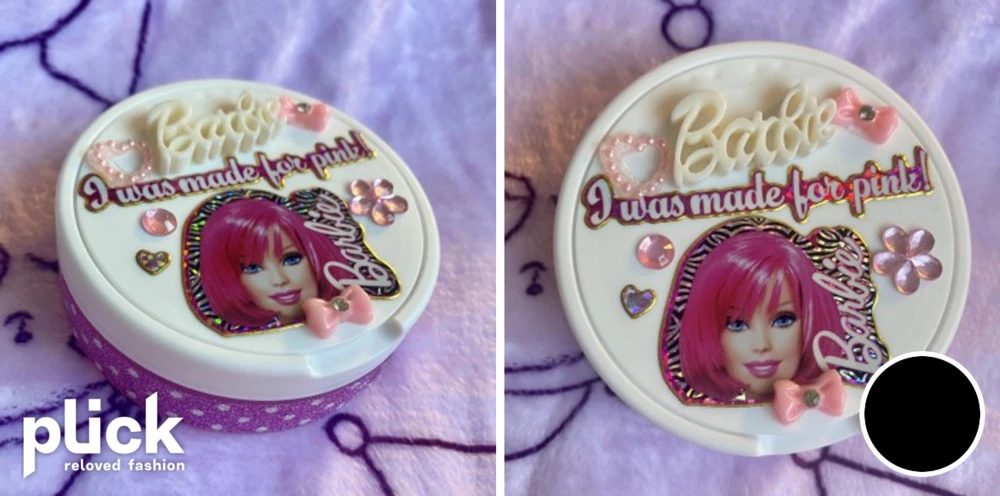 Barbie
I was made for pink!
Barbie
plick
reloved fashion
Barbie
I was made for pink!
Barbie